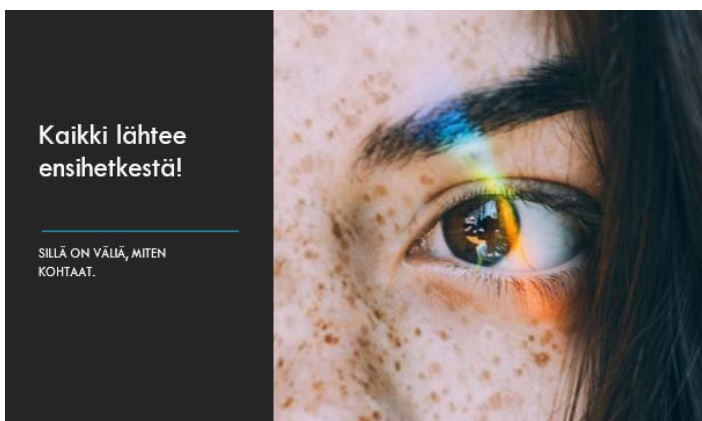 Kaikki lähtee
ensihetkestä!
SILLÄ ON VÄLIÄ, MITEN
KOHTAAT.